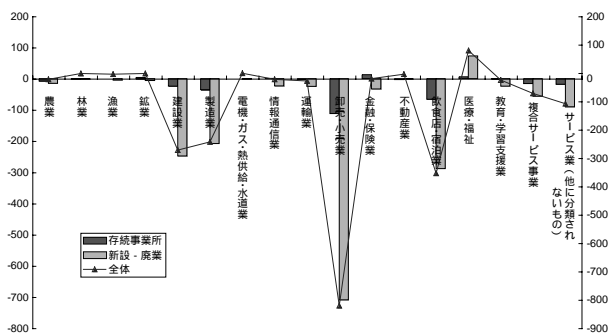 200
100
0
-100
-200
-300
-400
-500
-600
-700
-800
200
100
0
-100
-200
-300
-400
-500
-600
-700
-800
-900
農業
林業
漁業
鉱業
建設業
製造業
電機・ガス・熱供給・水道業
情報通信業
運輸業
卸売・小売業
金融・保険業
不動産業
飲食店・宿泊業
医療・福祉
教育・学習支援業
複合サービス事業
サービス業(他に分類され
ないもの)
存続事業所
新設 - 廃業
全体